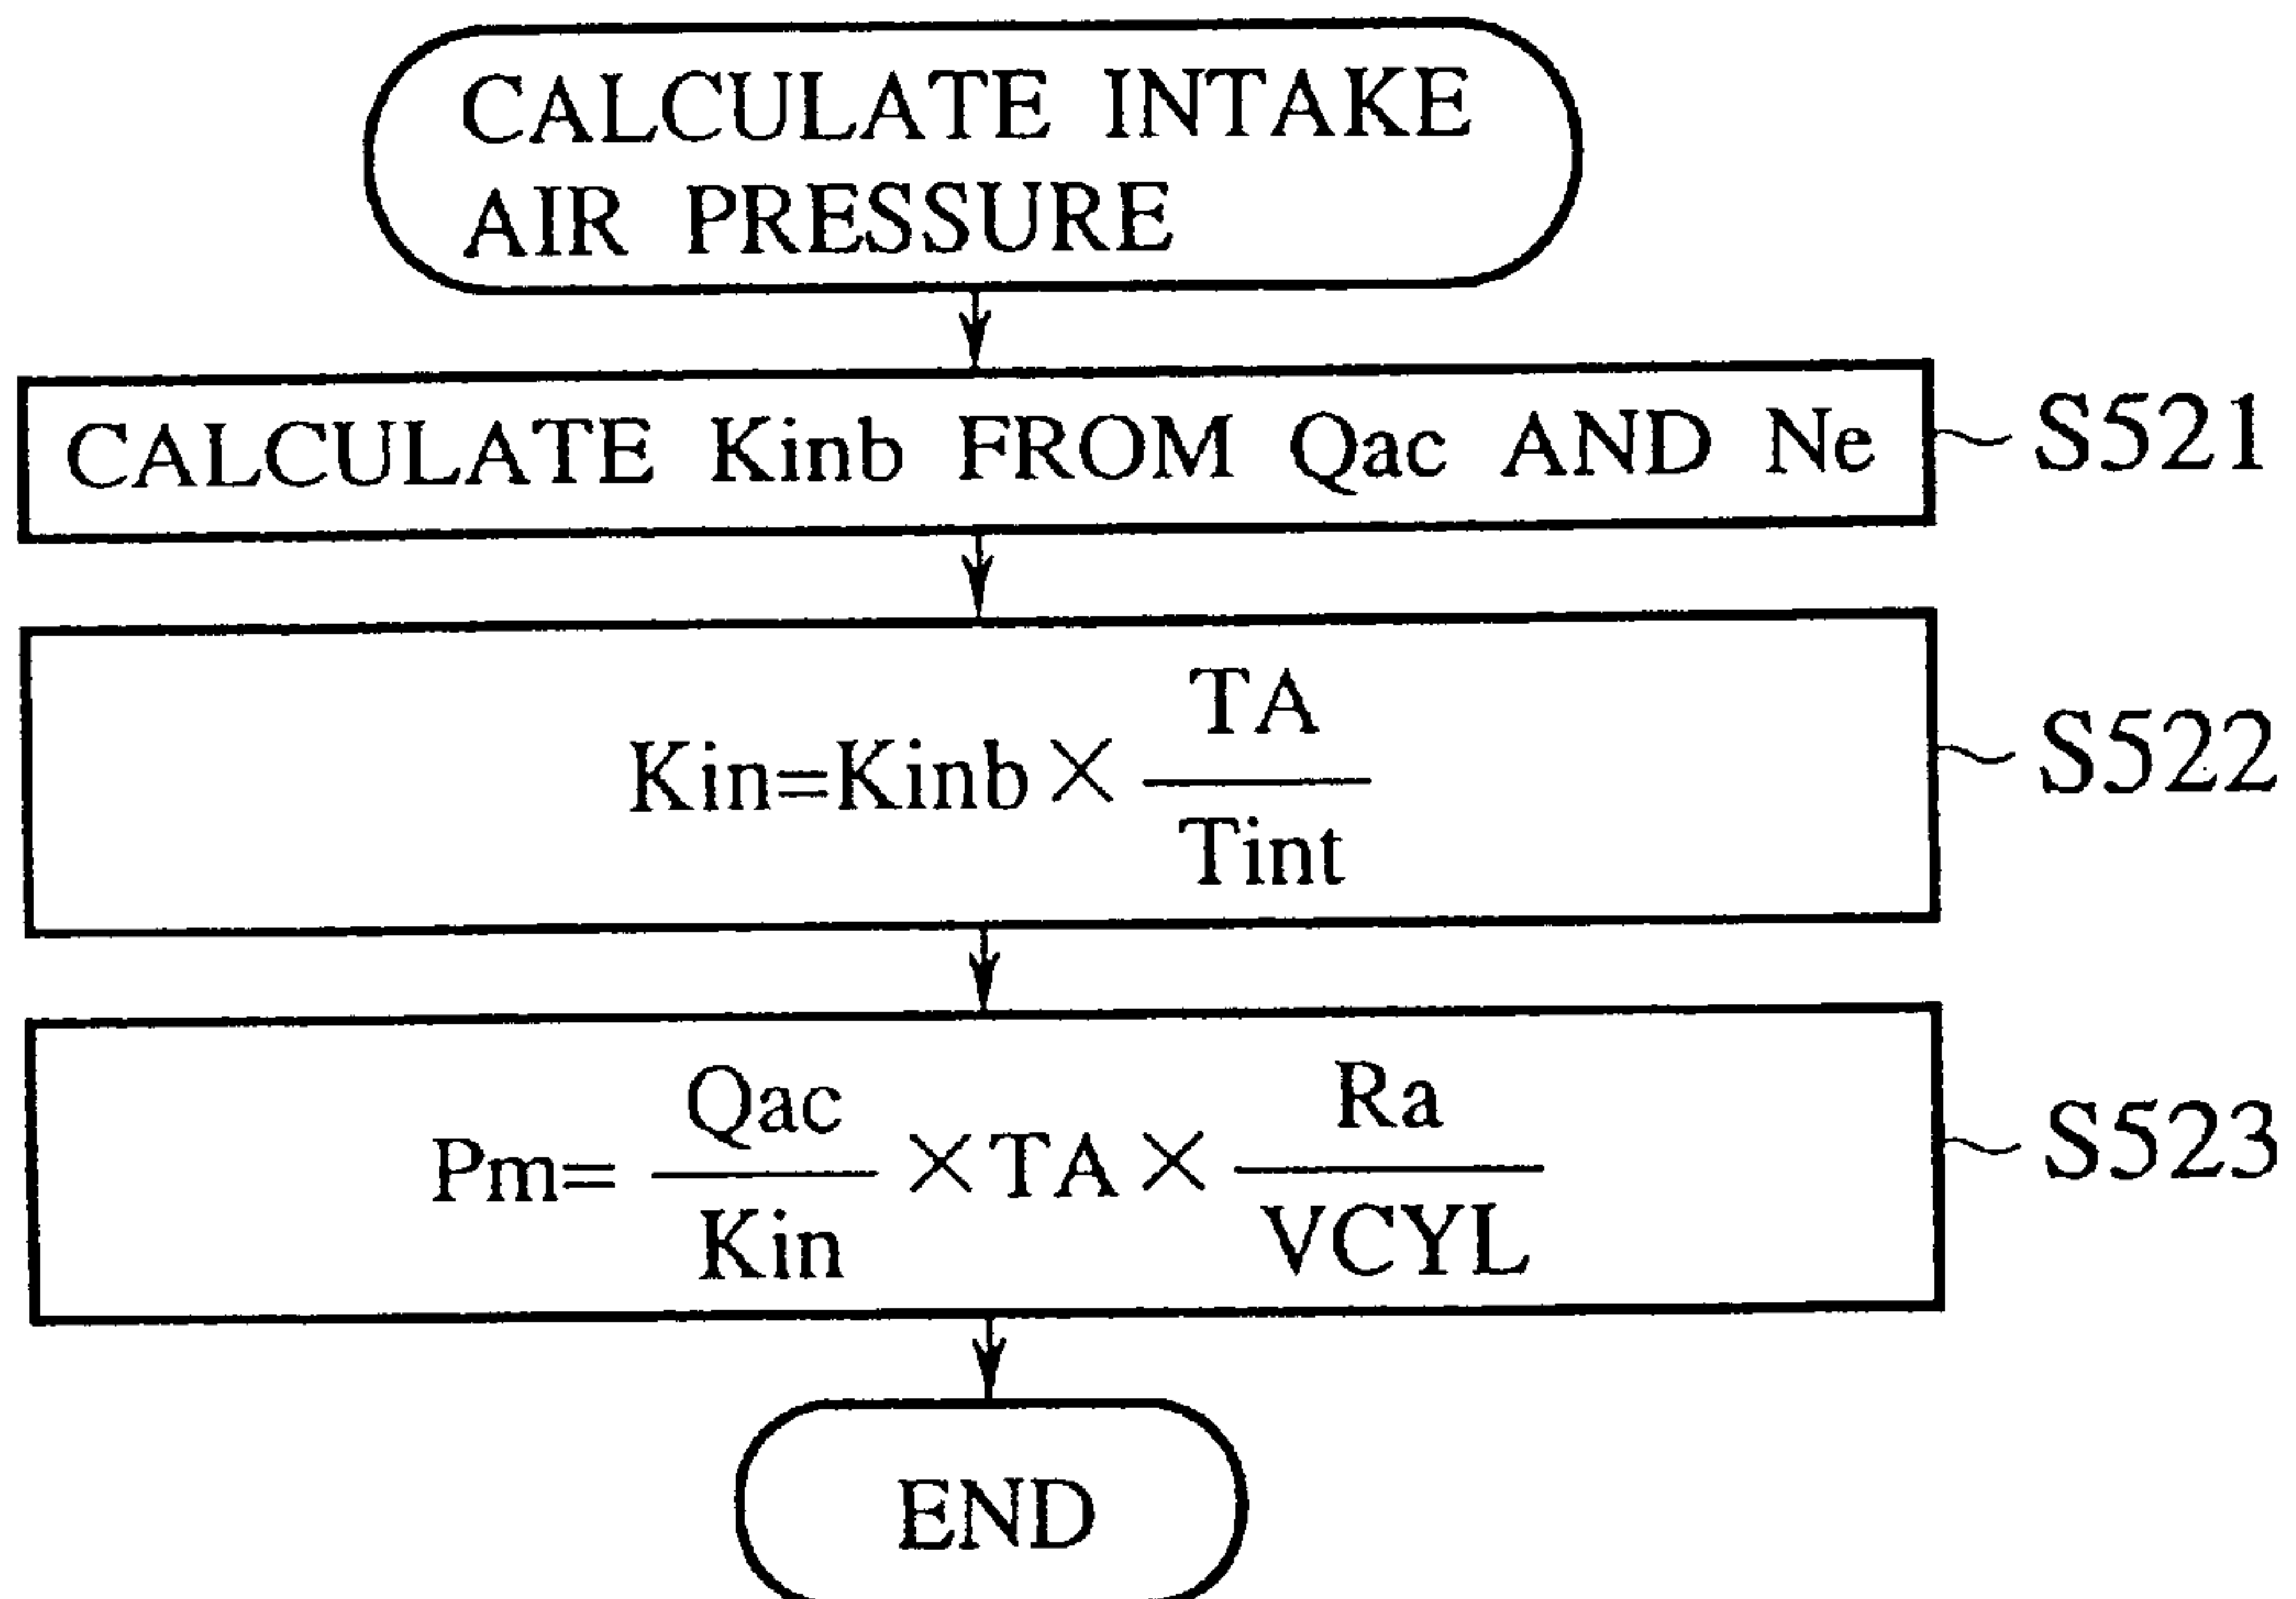 CALCULATE INTAKE
AIR PRESSURE
CALCULATE Kinb FROM Qac AND Ne
S521
Kin=Kinb×TA/Tint
S522
Pm=Qac/Kin×TA×Ra/VCYL
S523
END